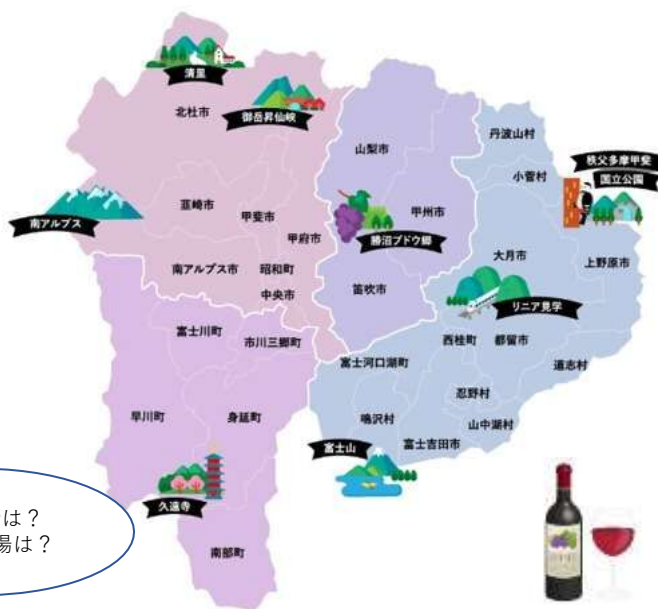 清里
北杜市
御岳昇仙峡
丹波山村
山梨市
秩父多摩甲斐
国立公園
小菅村
南アルプス
韮崎市
甲斐市
甲府市
甲州市
勝沼ブドウ郷
大月市
上野原市
南アルプス市
昭和町
中央市
笛吹市
リニア見学
富士川町
市川三郷町
西桂町
都留市
富士河口湖町
道志村
忍野村
早川町
身延町
鳴沢村
山中湖村
富士山
富士吉田市
久遠寺
は？
場は？
南部町